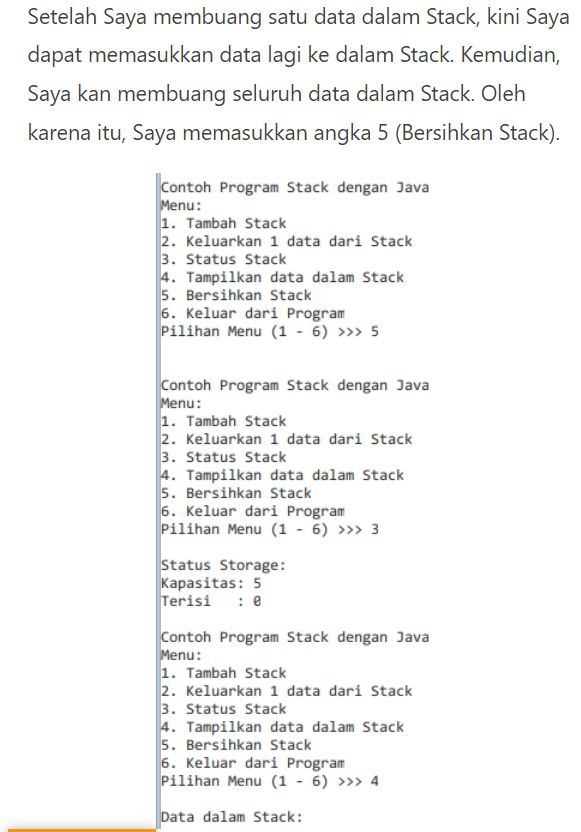 Setelah Saya membuang satu data dalam Stack, kini Saya
dapat memasukkan data lagi ke dalam Stack. Kemudian,
Saya kan membuang seluruh data dalam Stack. Oleh
karena itu, Saya memasukkan angka 5 (Bersihkan Stack).
Contoh Program Stack dengan Java
Menu:
1. Tambah Stack
2. Keluarkan 1 data dari Stack
3. Status Stack
4. Tampilkan data dalam Stack
5. Bersihkan Stack
6. Keluar dari Program
Pilihan Menu (1 - 6) >>> 5
Contoh Program Stack dengan Java
Menu:
1. Tambah Stack
2. Keluarkan 1 data dari Stack
3. Status Stack
4. Tampilkan data dalam Stack
5. Bersihkan Stack
6. Keluar dari Program
Pilihan Menu (1 - 6) >>> 3
Status Storage:
Kapasitas: 5
Terisi   : 0
Contoh Program Stack dengan Java
Menu:
1. Tambah Stack
2. Keluarkan 1 data dari Stack
3. Status Stack
4. Tampilkan data dalam Stack
5. Bersihkan Stack
6. Keluar dari Program
Pilihan Menu (1 - 6) >>> 4
Data dalam Stack: